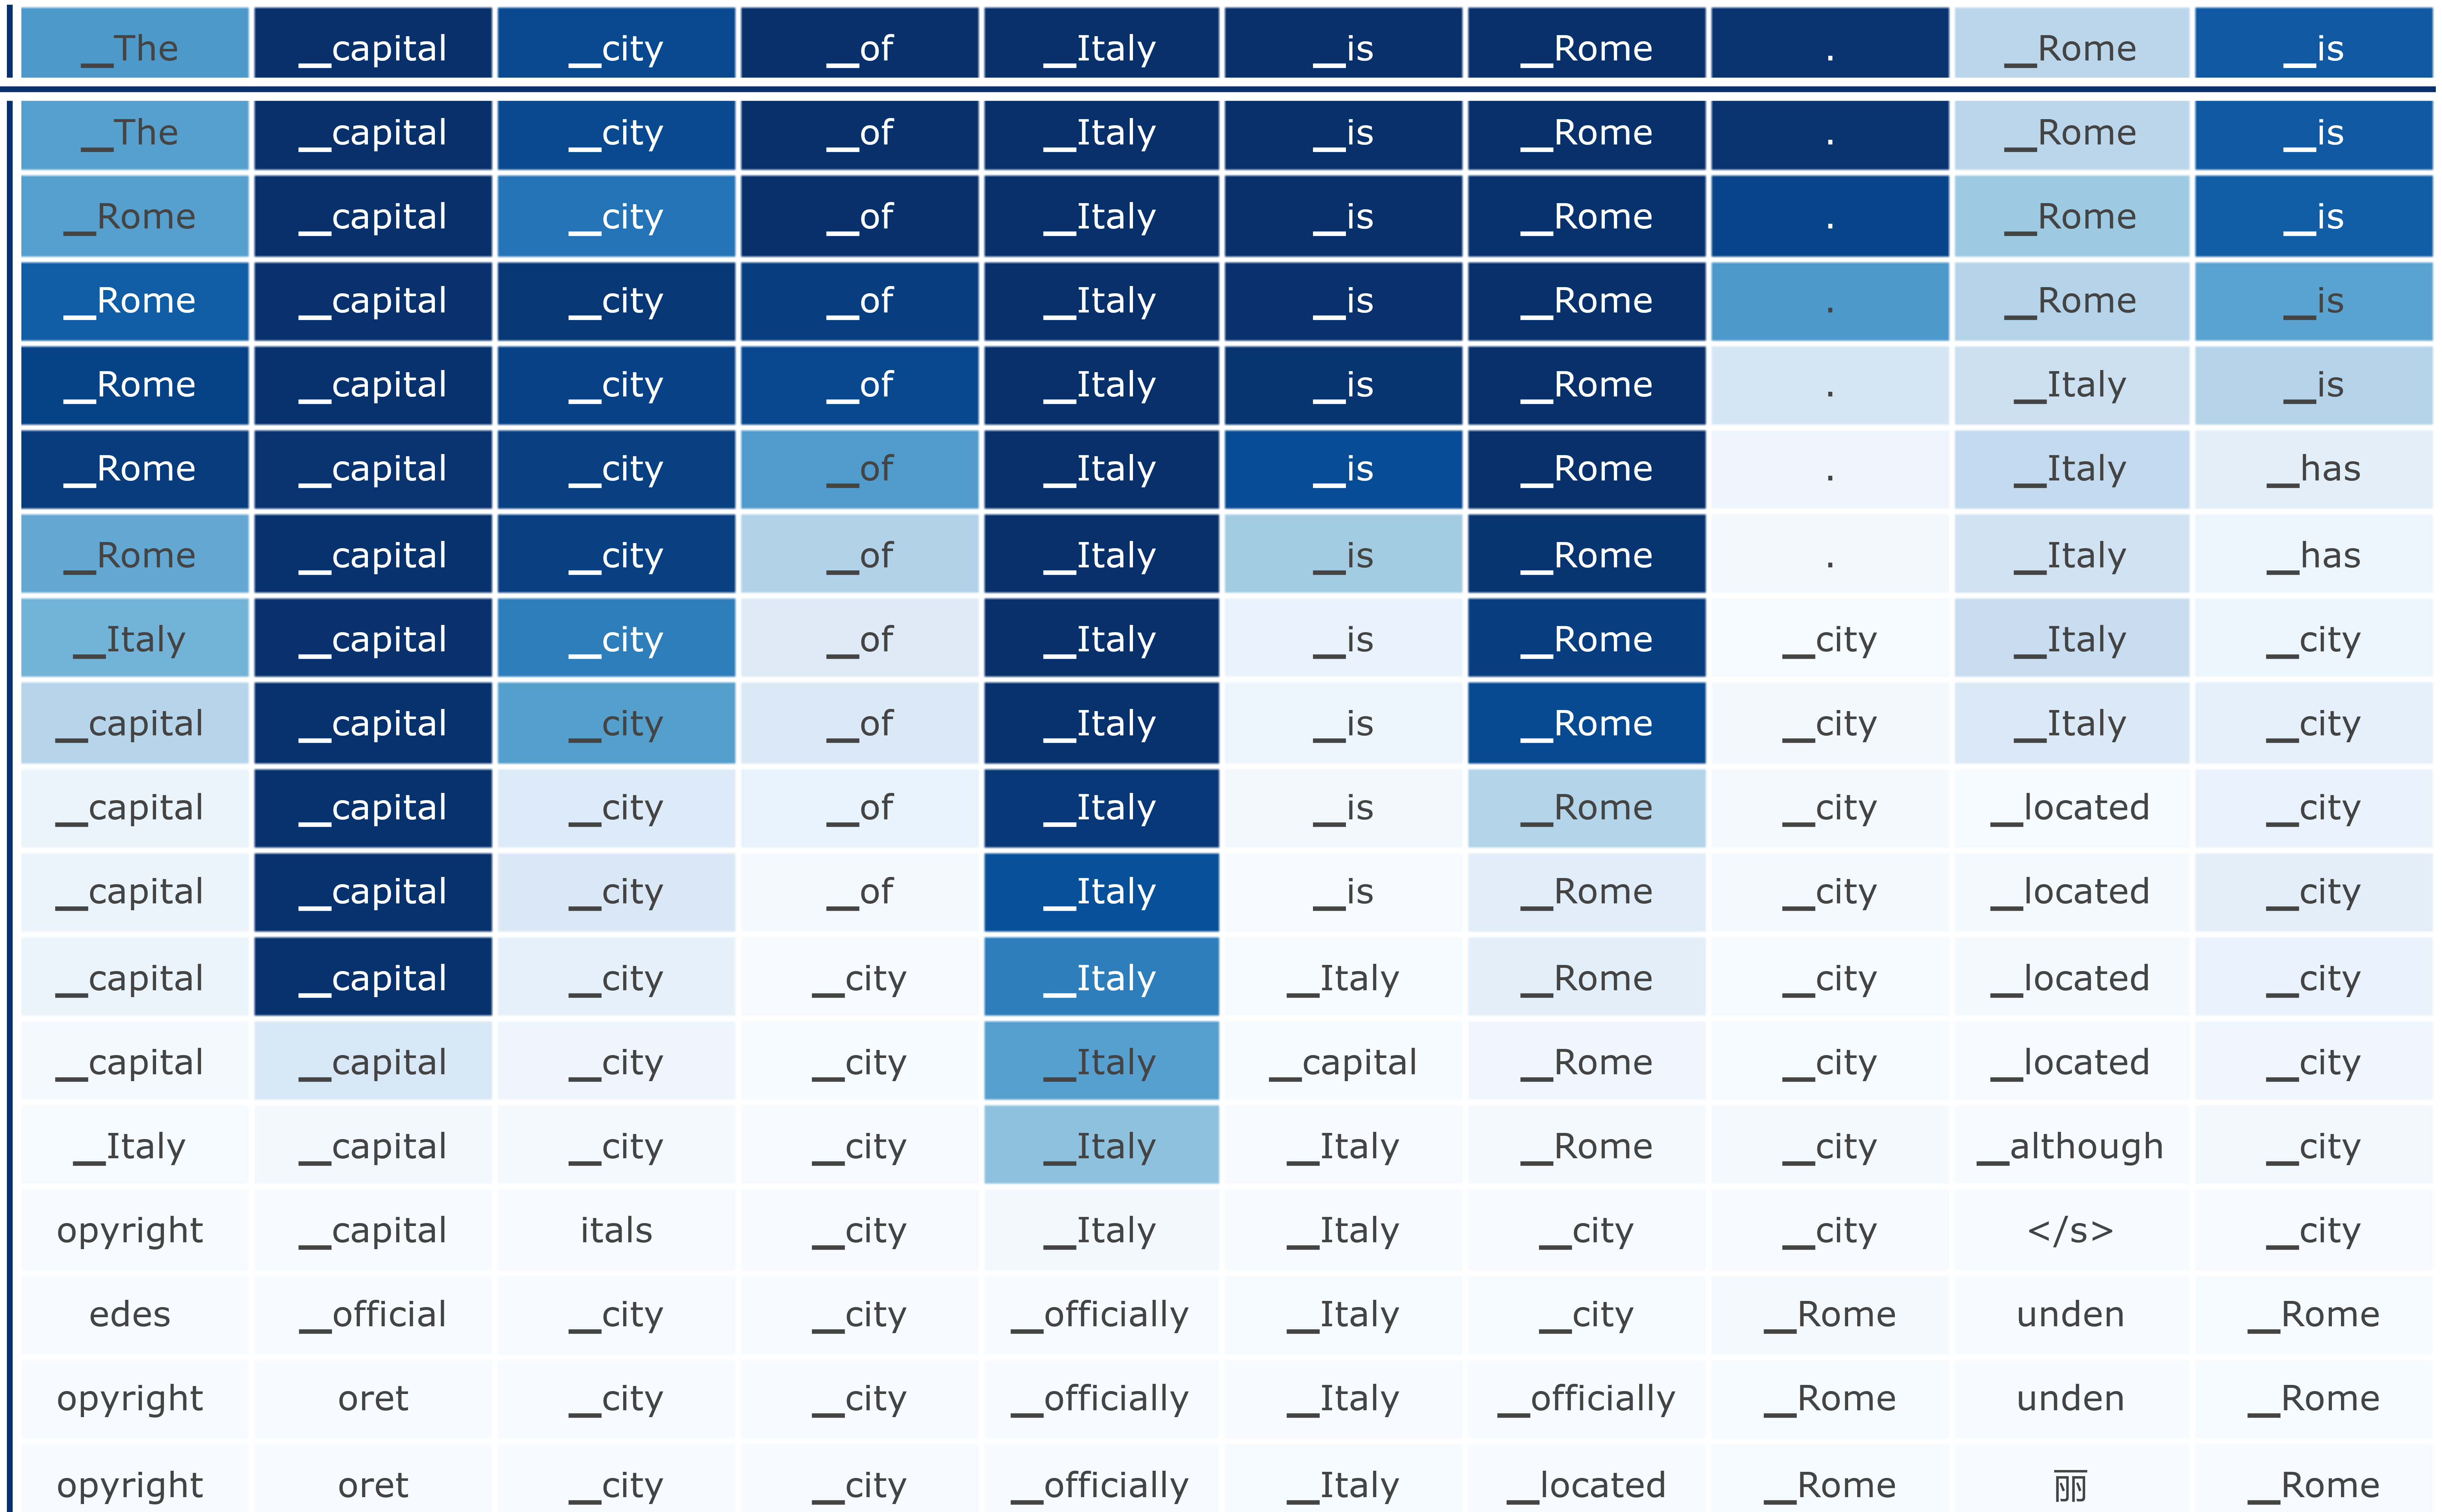 __The __capital __city __of __Italy __is __Rome . __Rome __is
__The __capital __city __of __Italy __is __Rome . __Rome __is
__Rome __capital __city __of __Italy __is __Rome . __Rome __is
__Rome __capital __city __of __Italy __is __Rome . __Rome __is
__Rome __capital __city __of __Italy __is __Rome . __Italy __is
__Rome __capital __city __of __Italy __is __Rome . __Italy __has
__Rome __capital __city __of __Italy __is __Rome . __Italy __has
__Italy __capital __city __of __Italy __is __Rome __city __Italy __city
__capital __capital __city __of __Italy __is __Rome __city __Italy __city
__capital __capital __city __of __Italy __is __Rome __city __located __city
__capital __capital __city __of __Italy __is __Rome __city __located __city
__capital __capital __city __city __Italy __Italy __Rome __city __located __city
__capital __capital __city __city __Italy __capital __Rome __city __located __city
__Italy __capital __city __city __Italy __Italy __Rome __city __although __city
opyright __capital itals __city __Italy __Italy __city __city </s> __city
edes __official __city __city __officially __Italy __city __Rome unden __Rome
opyright oret __city __city __officially __Italy __officially __Rome unden __Rome
opyright oret __city __city __officially __Italy __located __Rome 丽 __Rome